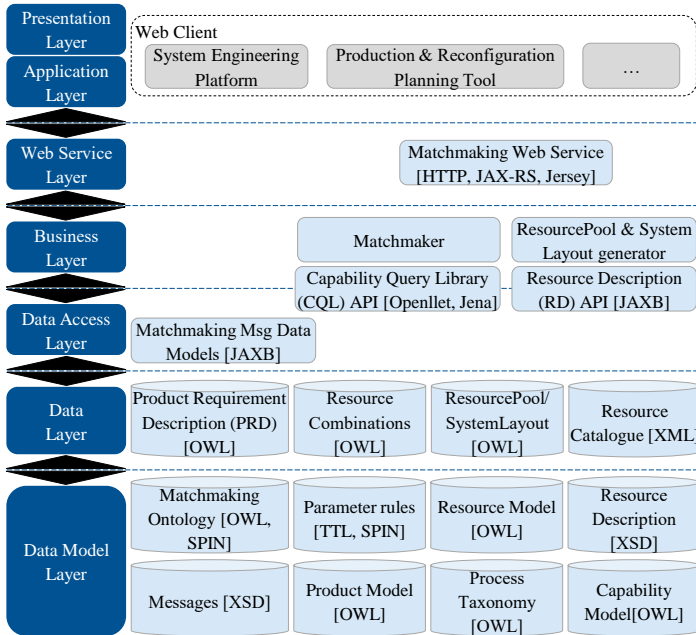 Presentation
Layer
Web Client
System Engineering
Platform
Production & Reconfiguration
Planning Tool
...
Application
Layer
Web Service
Layer
Matchmaking Web Service
[HTTP, JAX-RS, Jersey]
Business
Layer
Matchmaker
ResourcePool & System
Layout generator
Capability Query Library
(CQL) API [Openllet, Jena]
Resource Description
(RD) API [JAXB]
Data Access
Layer
Matchmaking Msg Data
Models [JAXB]
Data
Layer
Product Requirement
Description (PRD)
[OWL]
Resource
Combinations
[OWL]
ResourcePool/
SystemLayout
[OWL]
Resource
Catalogue [XML]
Data Model
Layer
Matchmaking
Ontology [OWL,
SPIN]
Parameter rules
[TTL, SPIN]
Resource Model
[OWL]
Resource
Description
[XSD]
Messages [XSD]
Product Model
[OWL]
Process
Taxonomy
[OWL]
Capability
Model[OWL]